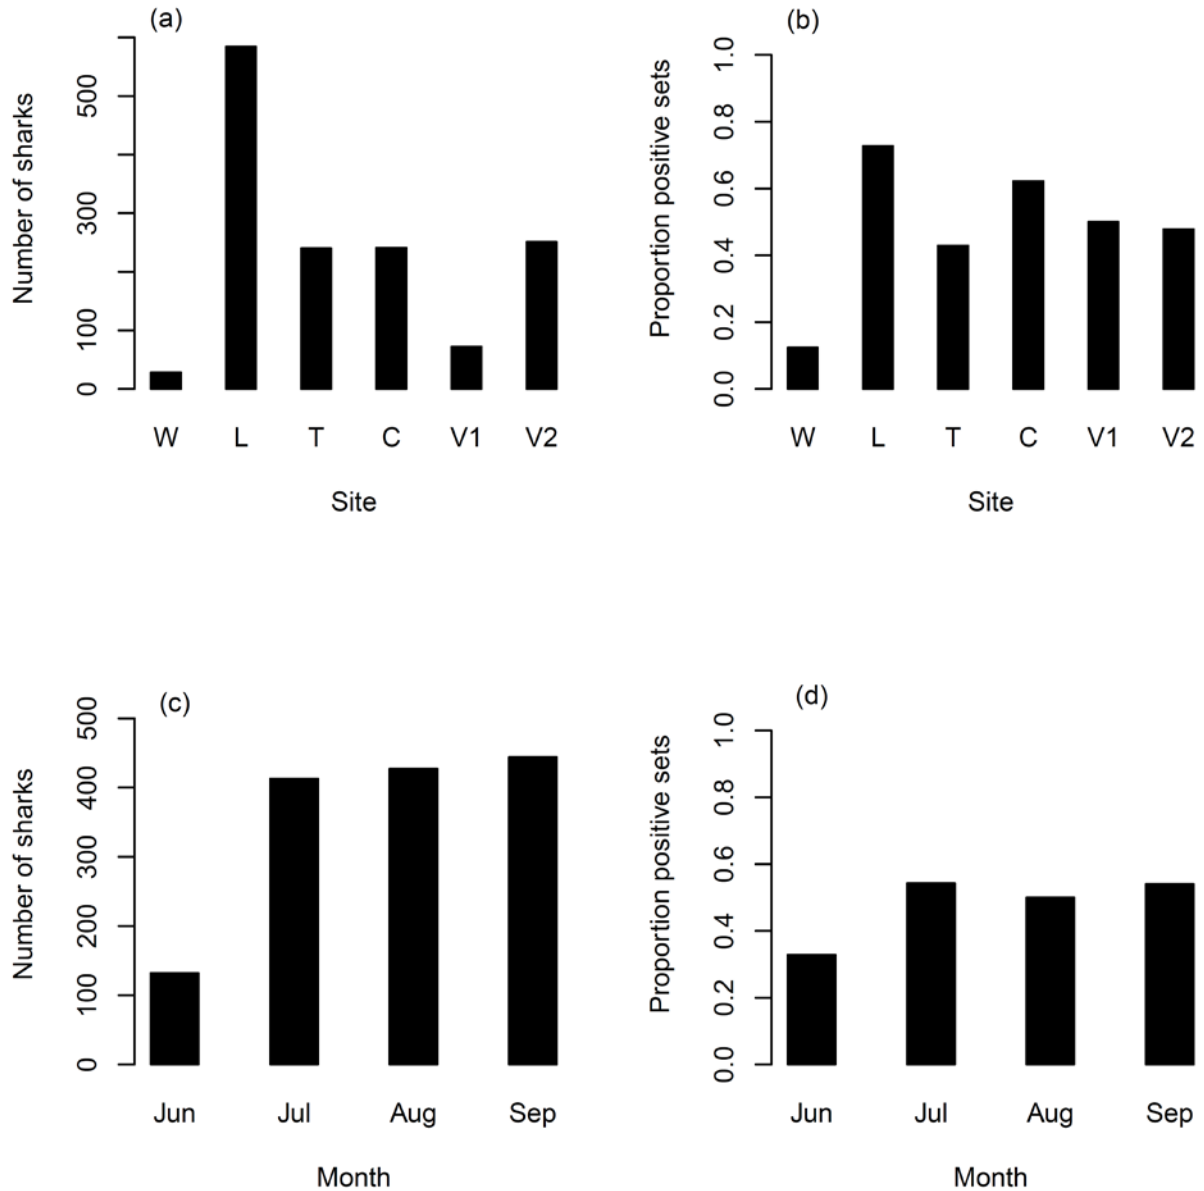 (a)
Number of sharks
0
100
300
500
W L T C V1 V2
Site
(b)
Proportion positive sets
0.0
0.2
0.4
0.6
0.8
1.0
W L T C V1 V2
Site
(c)
Number of sharks
0
100
200
300
400
500
Jun Jul Aug Sep
Month
(d)
Proportion positive sets
0.0
0.2
0.4
0.6
0.8
1.0
Jun Jul Aug Sep
Month